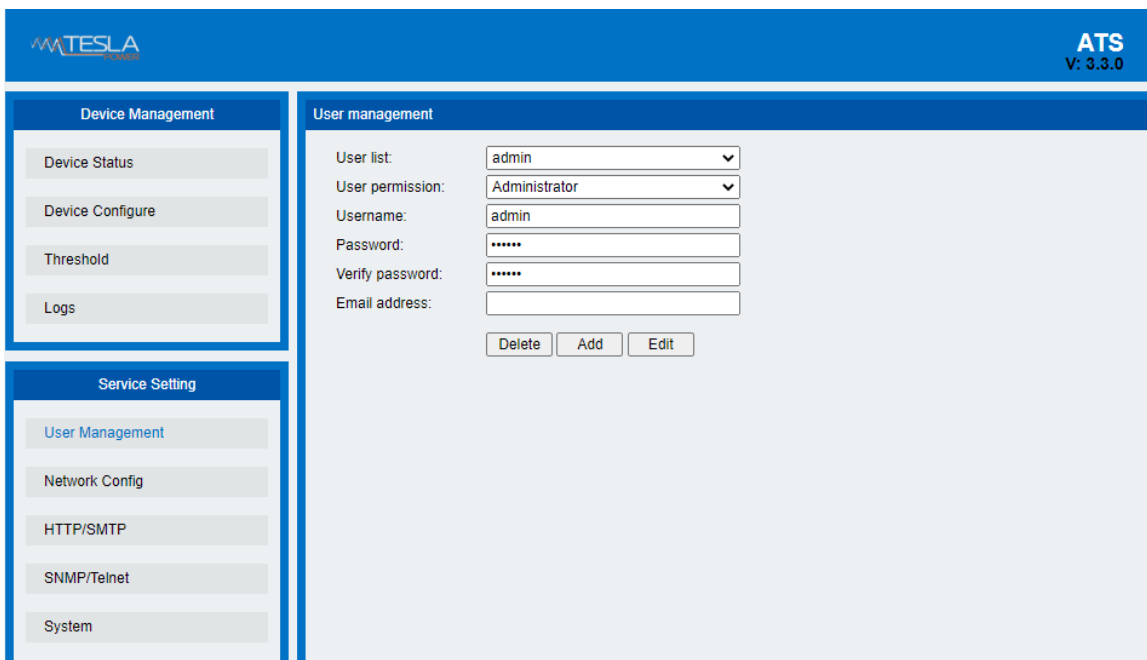 TESLA
POWER
ATS
V: 3.3.0
Device Management
Device Status
Device Configure
Threshold
Logs
Service Setting
User Management
Network Config
HTTP/SMTP
SNMP/Telnet
System
User management
User list: admin
User permission: Administrator
Username: admin
Password: ••••••
Verify password: ••••••
Email address:
Delete Add Edit